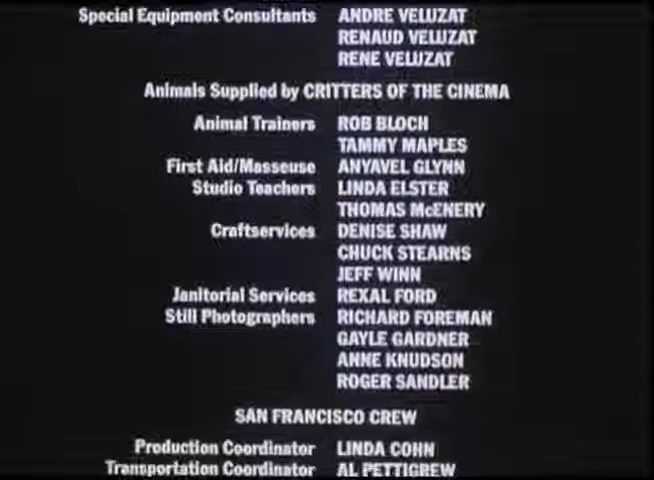 Special Equipment Consultants ANDRE VELUZAT
RENAUD VELUZAT
RENE VELUZAT
Animals Supplied by CRITTERS OF THE CINEMA
Animal Trainers ROB BLOCH
TAMMY MAPLES
First Aid/Masseuse ANYAVEL GLYNN
Studio Teachers LINDA ELSTER
THOMAS McENERY
Craftservices DENISE SHAW
CHUCK STEARNS
JEFF WINN
Janitorial Services REXAL FORD
Still Photographers RICHARD FOREMAN
GAYLE GARDNER
ANNE KNUDSON
ROGER SANDLER
SAN FRANCISCO CREW
Production Coordinator LINDA COHN
Transportation Coordinator AL PETTIGREW